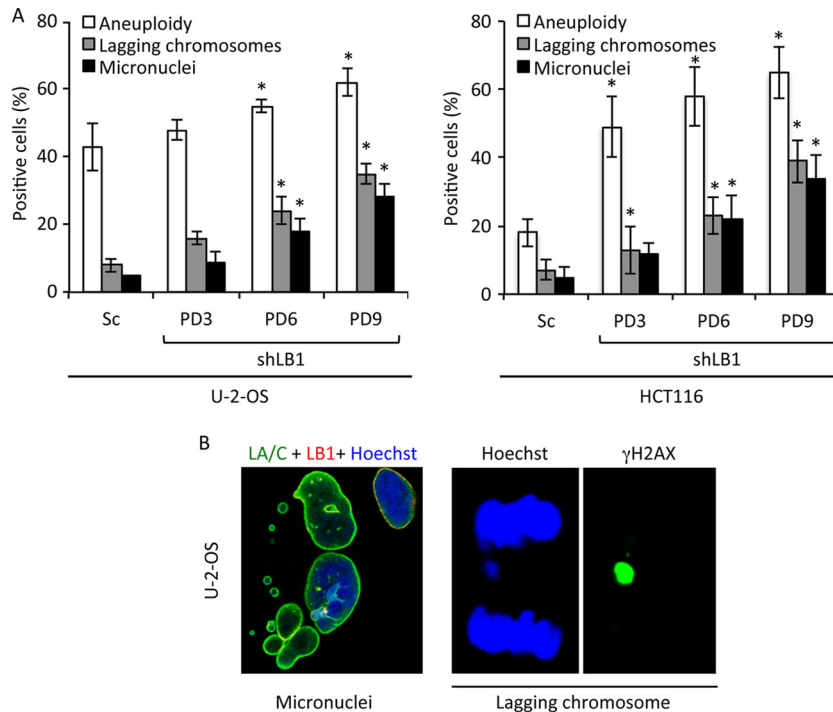 A
Aneuploidy
Lagging chromosomes
Micronuclei
Positive cells (%)
80
60
40
20
0
*
*
*
*
*
*
Sc
PD3
PD6
PD9
shLB1
U-2-OS
Aneuploidy
Lagging chromosomes
Micronuclei
Positive cells (%)
80
60
40
20
0
*
*
*
*
*
*
*
*
Sc
PD3
PD6
PD9
shLB1
HCT116
B
LA/C + LB1+ Hoechst
Hoechst
γH2AX
U-2-OS
Micronuclei
Lagging chromosome